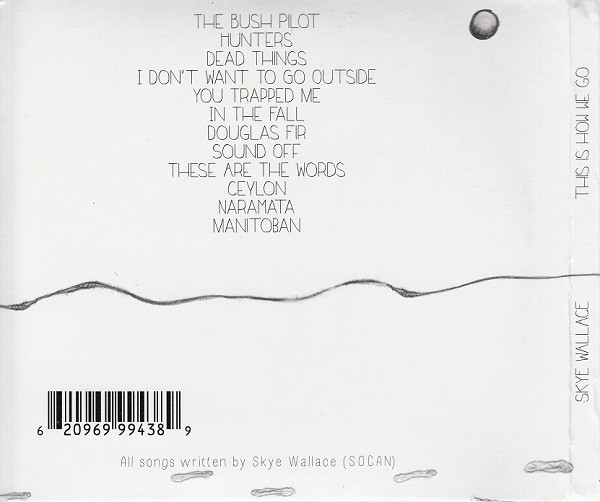 THE BUSH PILOT
HUNTERS
DEAD THINGS
I DON'T WANT TO GO OUTSIDE
YOU TRAPPED ME
IN THE FALL
DOUGLAS FIR
SOUND OFF
THESE ARE THE WORDS
CEYLON
NARAMATA
MANITOBAN
THIS IS HOW WE GO
SKYE WALLACE
6 20969 99438 9
All songs written by Skye Wallace (SOCAN)